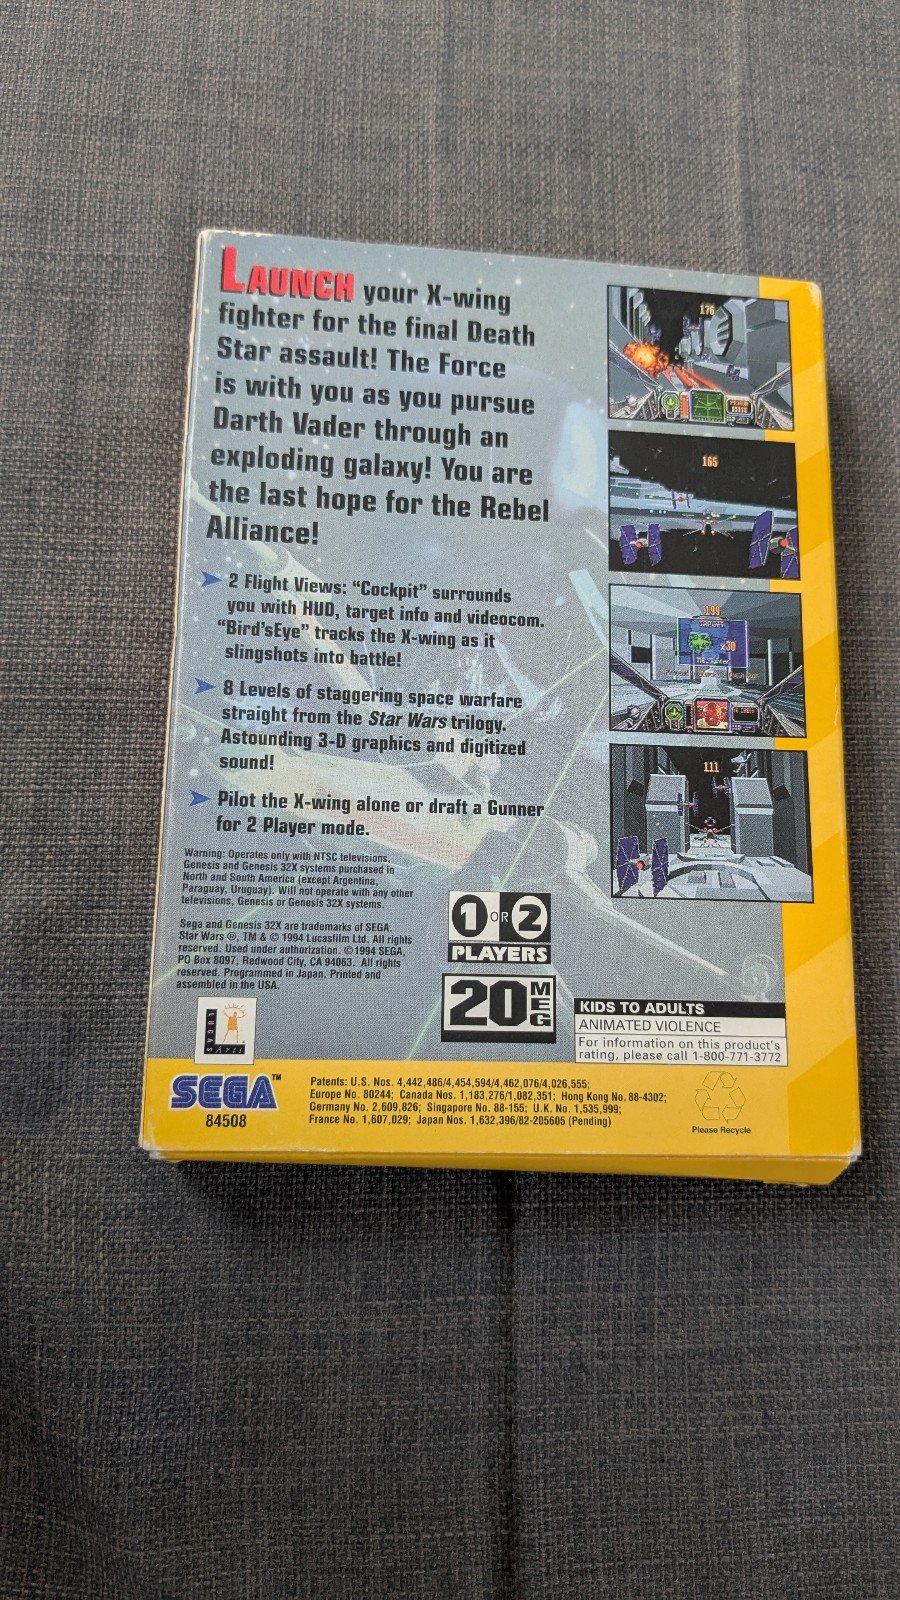 LAUNCH your X-wing
fighter for the final Death
Star assault! The Force
is with you as you pursue
Darth Vader through an
exploding galaxy! You are
the last hope for the Rebel
Alliance!
2 Flight Views: “Cockpit” surrounds
you with HUD, target info and videocom.
“Bird'sEye” tracks the X-wing as it
slingshots into battle!
8 Levels of staggering space warfare
straight from the Star Wars trilogy.
Astounding 3-D graphics and digitized
sound!
Pilot the X-wing alone or draft a Gunner
for 2 Player mode.
Warning: Operates only with NTSC televisions,
Genesis and Genesis 32X systems purchased in
North and South America (except Argentina,
Paraguay, Uruguay). Will not operate with any other
televisions, Genesis or Genesis 32X systems.
Sega and Genesis 32X are trademarks of SEGA.
Star Wars ®, TM & © 1994 Lucasfilm Ltd. All rights
reserved. Used under authorization. © 1994 SEGA,
PO Box 8097, Redwood City, CA 94063. All rights
reserved. Programmed in Japan. Printed and
assembled in the USA.
176
165
199
TARGET
x30
111
1 OR 2
PLAYERS
20 MEG
KIDS TO ADULTS
ANIMATED VIOLENCE
For information on this product's
rating, please call 1-800-771-3772
LUCAS
Arts
SEGA™
84508
Patents: U.S. Nos. 4,442,486/4,454,594/4,462,076/4,026,555;
Europe No. 80244; Canada Nos. 1,183,276/1,082,351; Hong Kong No. 88-4302;
Germany No. 2,609,826; Singapore No. 88-155; U.K. No. 1,535,999;
France No. 1,607,029; Japan Nos. 1,632,396/82-205605 (Pending)
Please Recycle